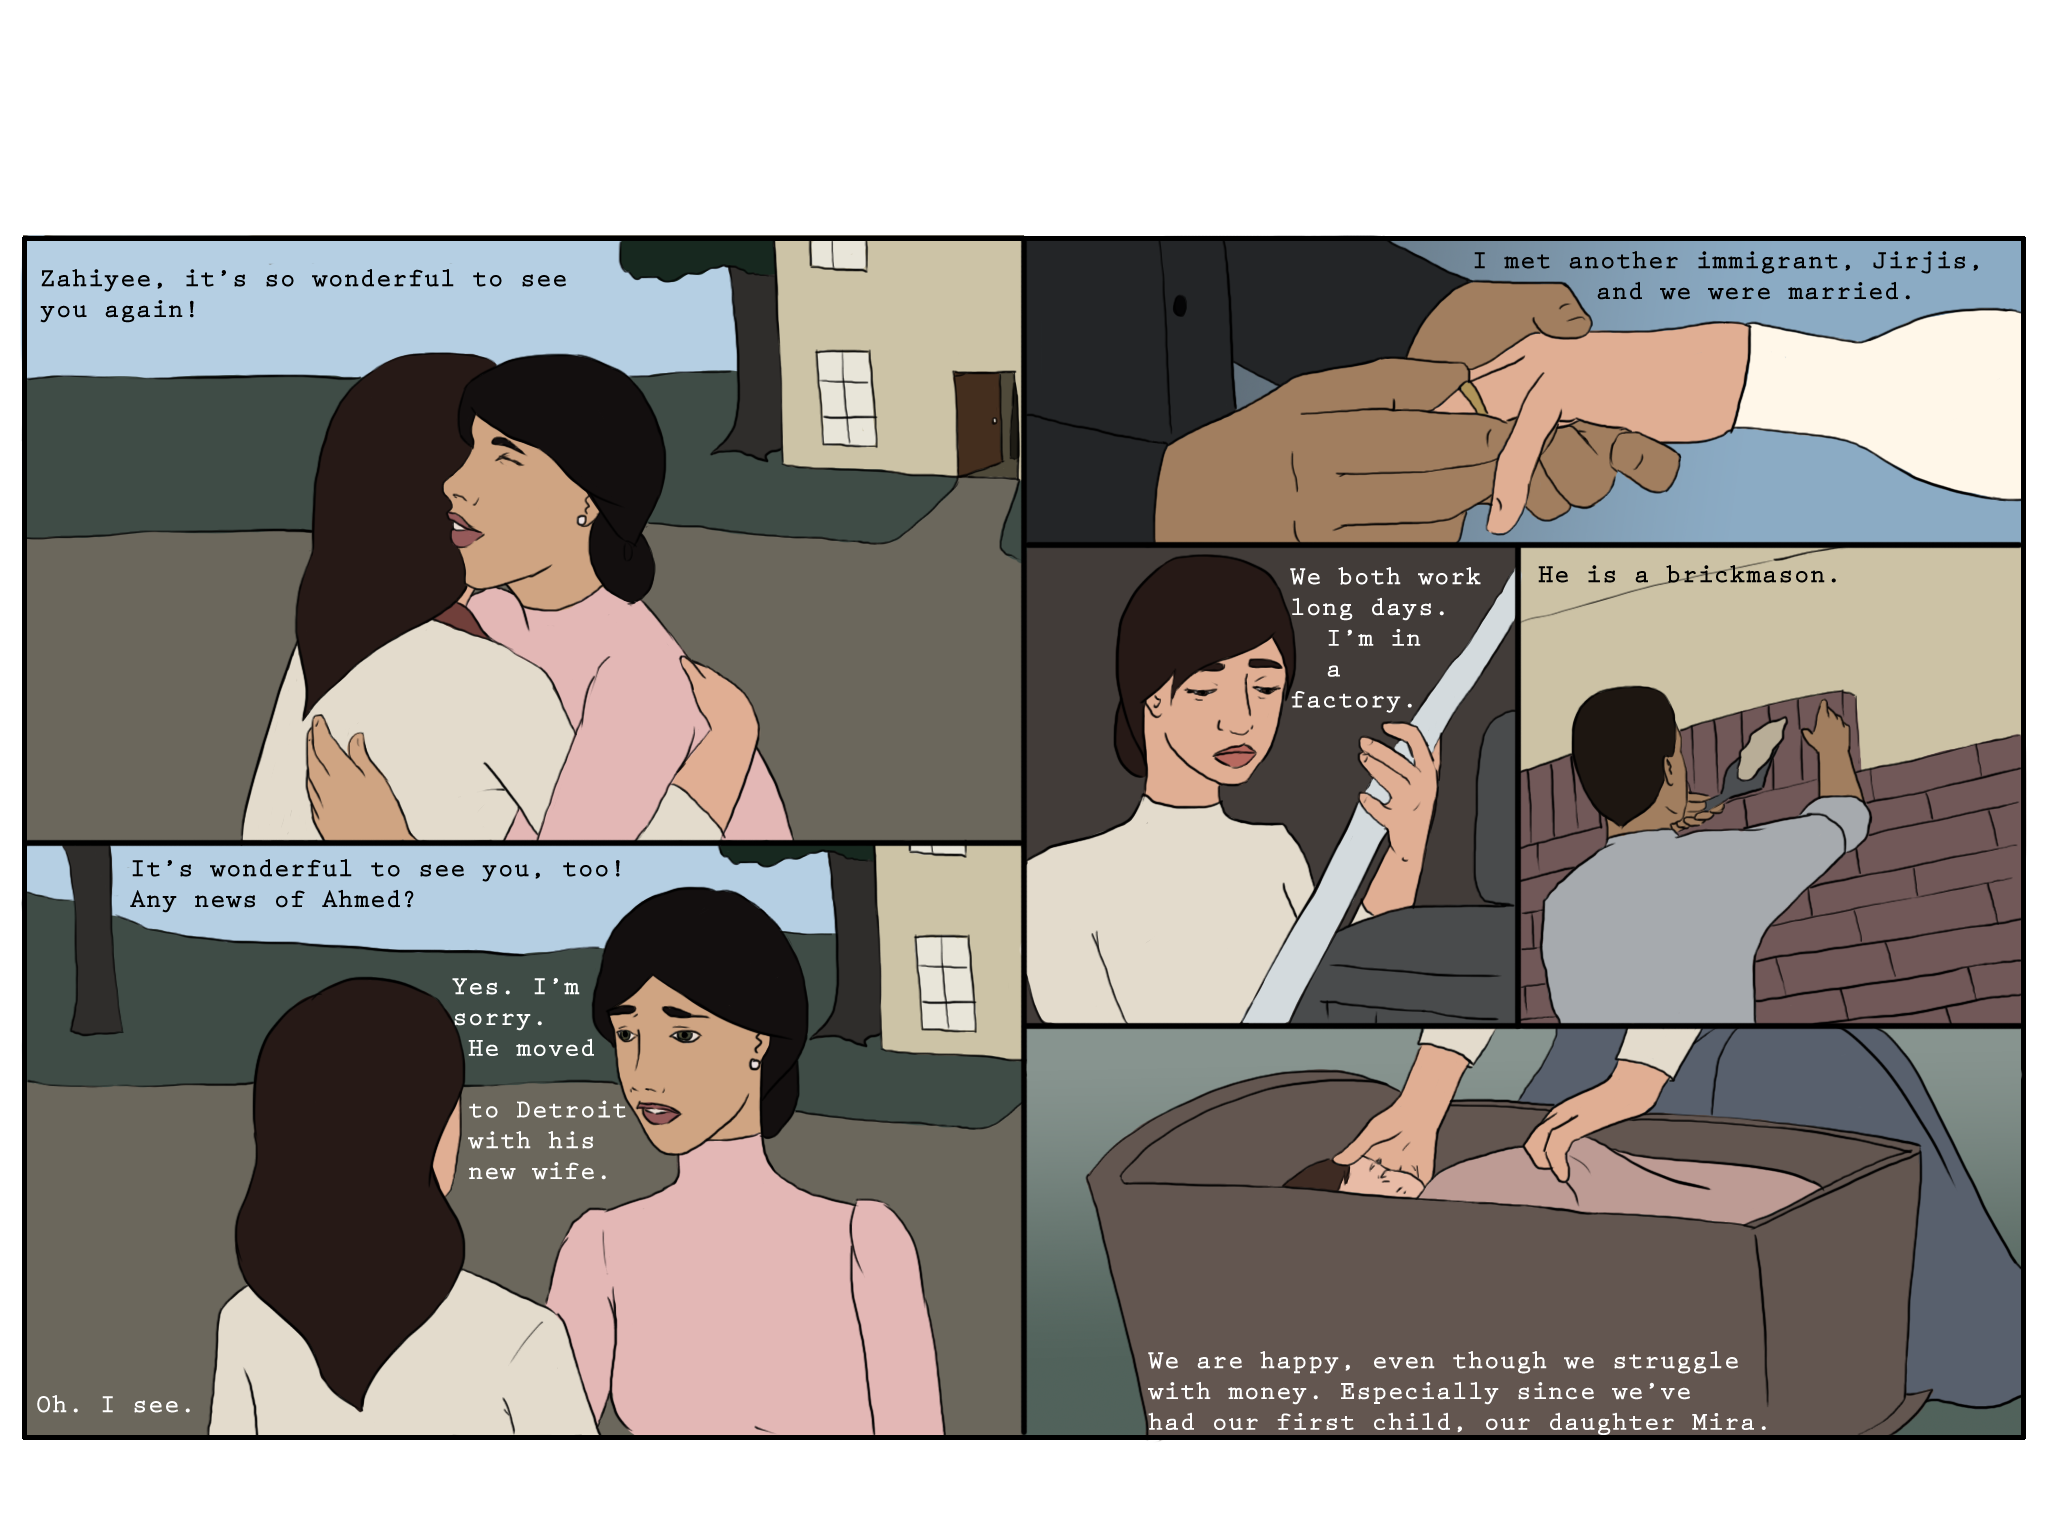 Zahiyee, it's so wonderful to see
you again!
It's wonderful to see you, too!
Any news of Ahmed?
Yes. I'm
sorry.
He moved
to Detroit
with his
new wife.
Oh. I see.
I met another immigrant, Jirjis,
and we were married.
We both work
long days.
I'm in
a
factory.
He is a brickmason.
We are happy, even though we struggle
with money. Especially since we've
had our first child, our daughter Mira.